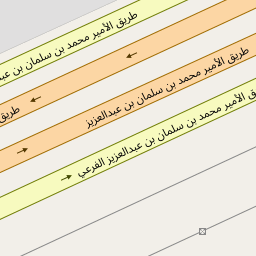 طريق الأمير محمد بن سلمان بن عبد
طريق
طريق الأمير محمد بن سلمان بن عبدالعزيز
الأمير محمد بن سلمان بن عبدالعزيز الفرعي